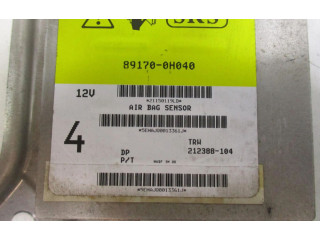 SRS
89170-0H040
12V
AIR BAG SENSOR
4
TRW
DP
212388-104
P/T